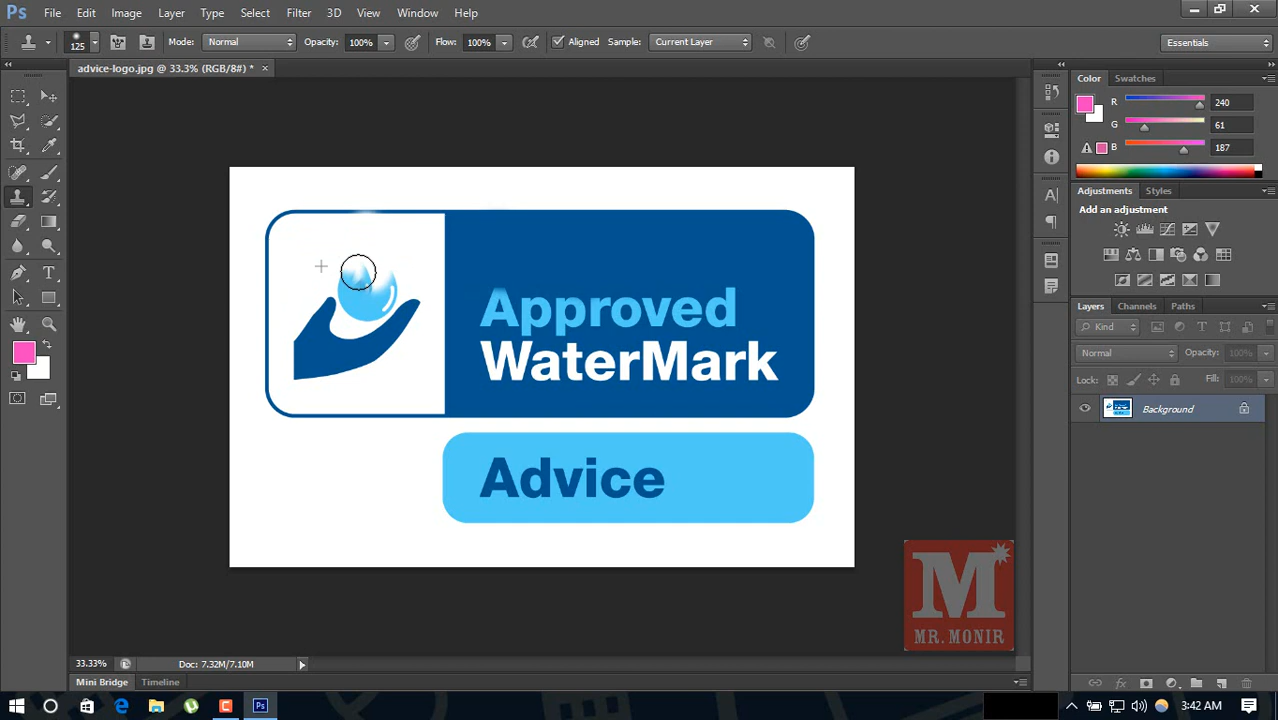 Ps File Edit Image Layer Type Select Filter 3D View Window Help
125 Mode: Normal Opacity: 100% Flow: 100% Aligned Sample: Current Layer Essentials
advice-logo.jpg @ 33.3% (RGB/8#) * ×
Color Swatches
R 240
G 61
B 187
Adjustments Styles
Add an adjustment
Layers Channels Paths
Kind
Normal Opacity: 100%
Lock: Fill: 100%
Background
Approved
WaterMark
Advice
M
MR. MONIR
33.33% Doc: 7.32M/7.10M
Mini Bridge Timeline
3:42 AM